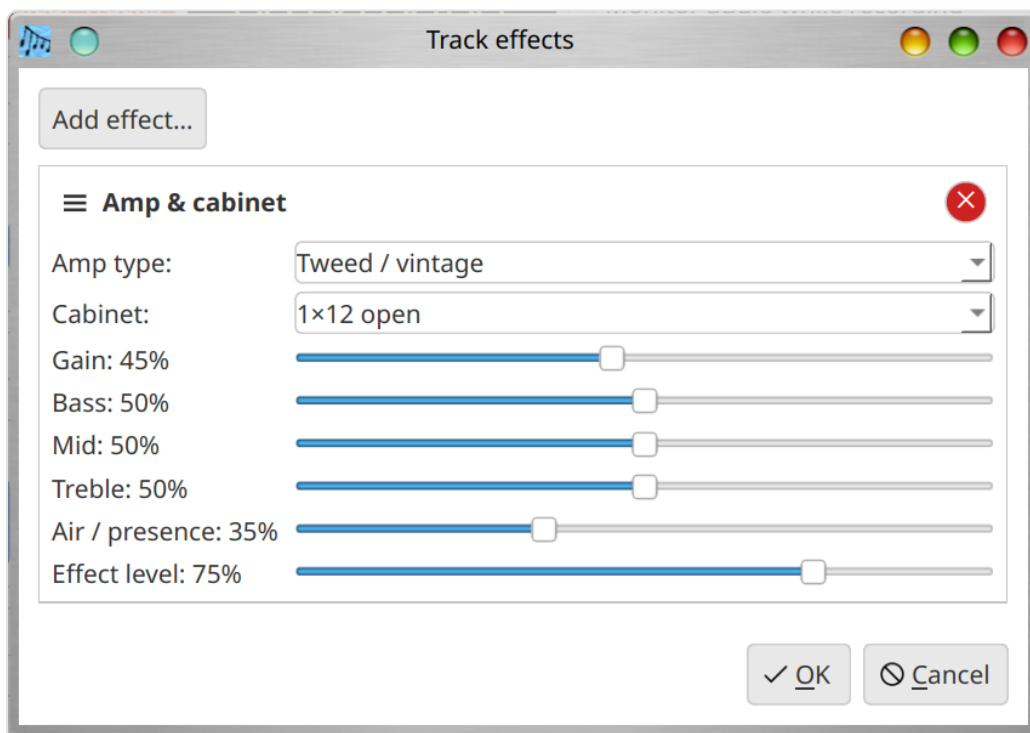 Track effects
Add effect...
Amp & cabinet
Amp type: Tweed / vintage
Cabinet: 1×12 open
Gain: 45%
Bass: 50%
Mid: 50%
Treble: 50%
Air / presence: 35%
Effect level: 75%
OK Cancel